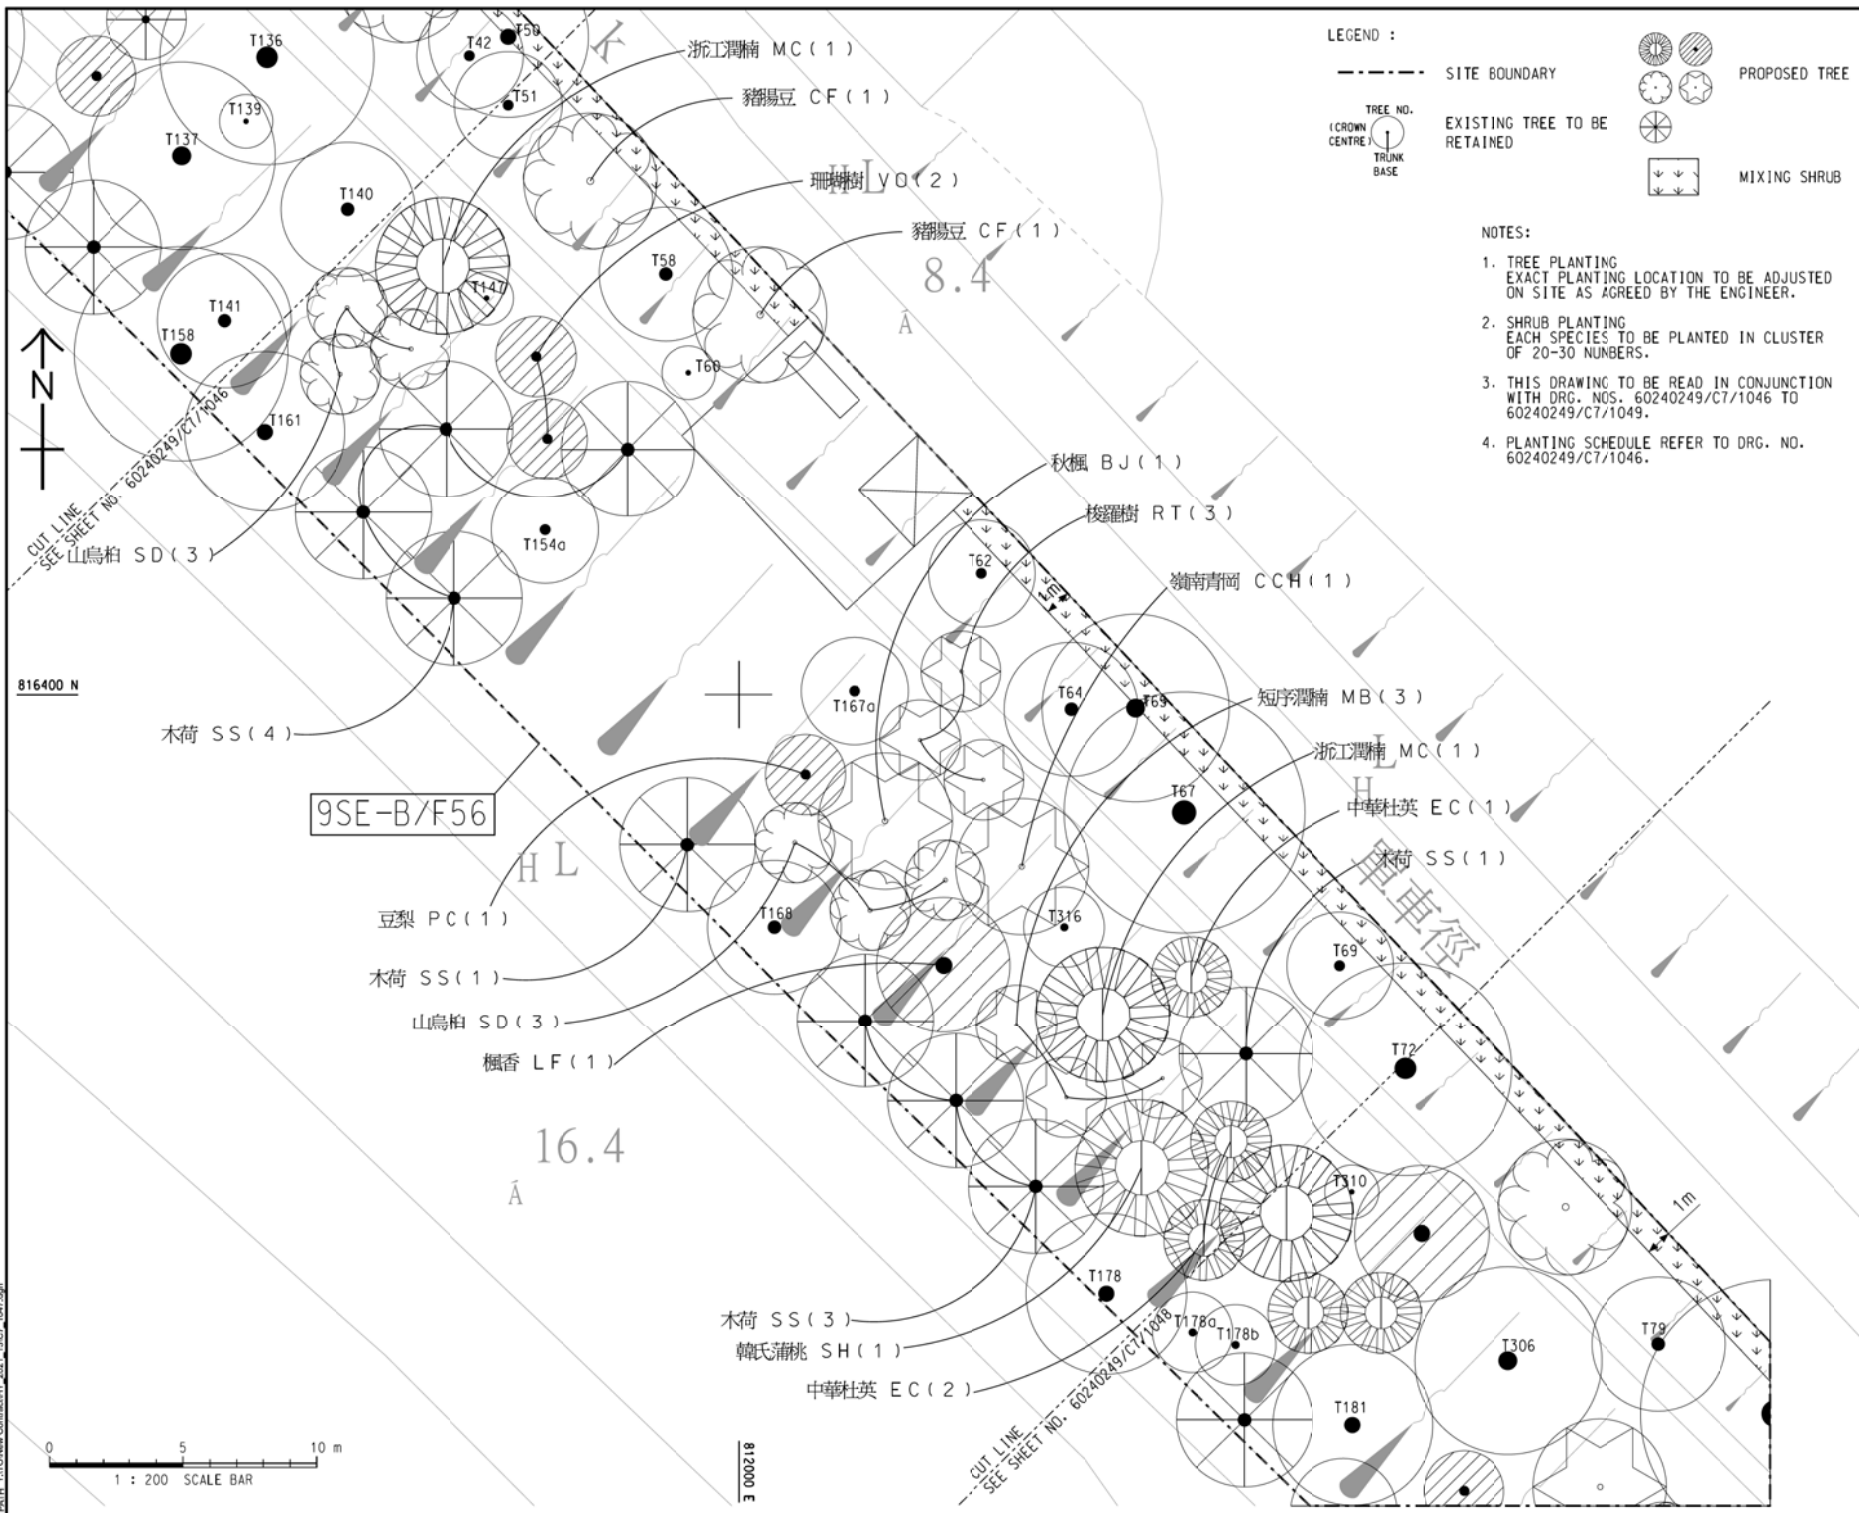 T136
T42
T50
T139
T51
T137
T140
T147
T58
T141
T158
T60
T161
T154a
T62
T167a
T64
T67
T168
T316
T69
T72
T310
T178
T178a
T178b
T306
T79
T181
k
浙江潤楠 MC(1)
豬腸豆 CF(1)
珊瑚樹 VO(2)
豬腸豆 CF(1)
H L
8.4
秋楓 BJ(1)
梭羅樹 RT(3)
嶺南青岡 CCH(1)
短序潤楠 MB(3)
浙江潤楠 MC(1)
中華杜英 EC(1)
木荷 SS(1)
L
H
單車徑
N
CUT LINE
SEE SHEET NO. 60240249/C7/1046
山烏柏 SD(3)
816400 N
木荷 SS(4)
9SE-B/F56
H L
豆梨 PC(1)
木荷 SS(1)
山烏柏 SD(3)
楓香 LF(1)
16.4
木荷 SS(3)
韓氏蒲桃 SH(1)
中華杜英 EC(2)
CUT LINE
SEE SHEET NO. 60240249/C7/1048
1m
1m
812000 E
0 5 10 m
1 : 200 SCALE BAR
LEGEND :
SITE BOUNDARY
PROPOSED TREE
TREE NO.
(CROWN
CENTRE)
TRUNK
BASE
EXISTING TREE TO BE
RETAINED
MIXING SHRUB
NOTES:
1. TREE PLANTING
EXACT PLANTING LOCATION TO BE ADJUSTED
ON SITE AS AGREED BY THE ENGINEER.
2. SHRUB PLANTING
EACH SPECIES TO BE PLANTED IN CLUSTER
OF 20-30 NUNBERS.
3. THIS DRAWING TO BE READ IN CONJUNCTION
WITH DRG. NOS. 60240249/C7/1046 TO
60240249/C7/1049.
4. PLANTING SCHEDULE REFER TO DRG. NO.
60240249/C7/1046.